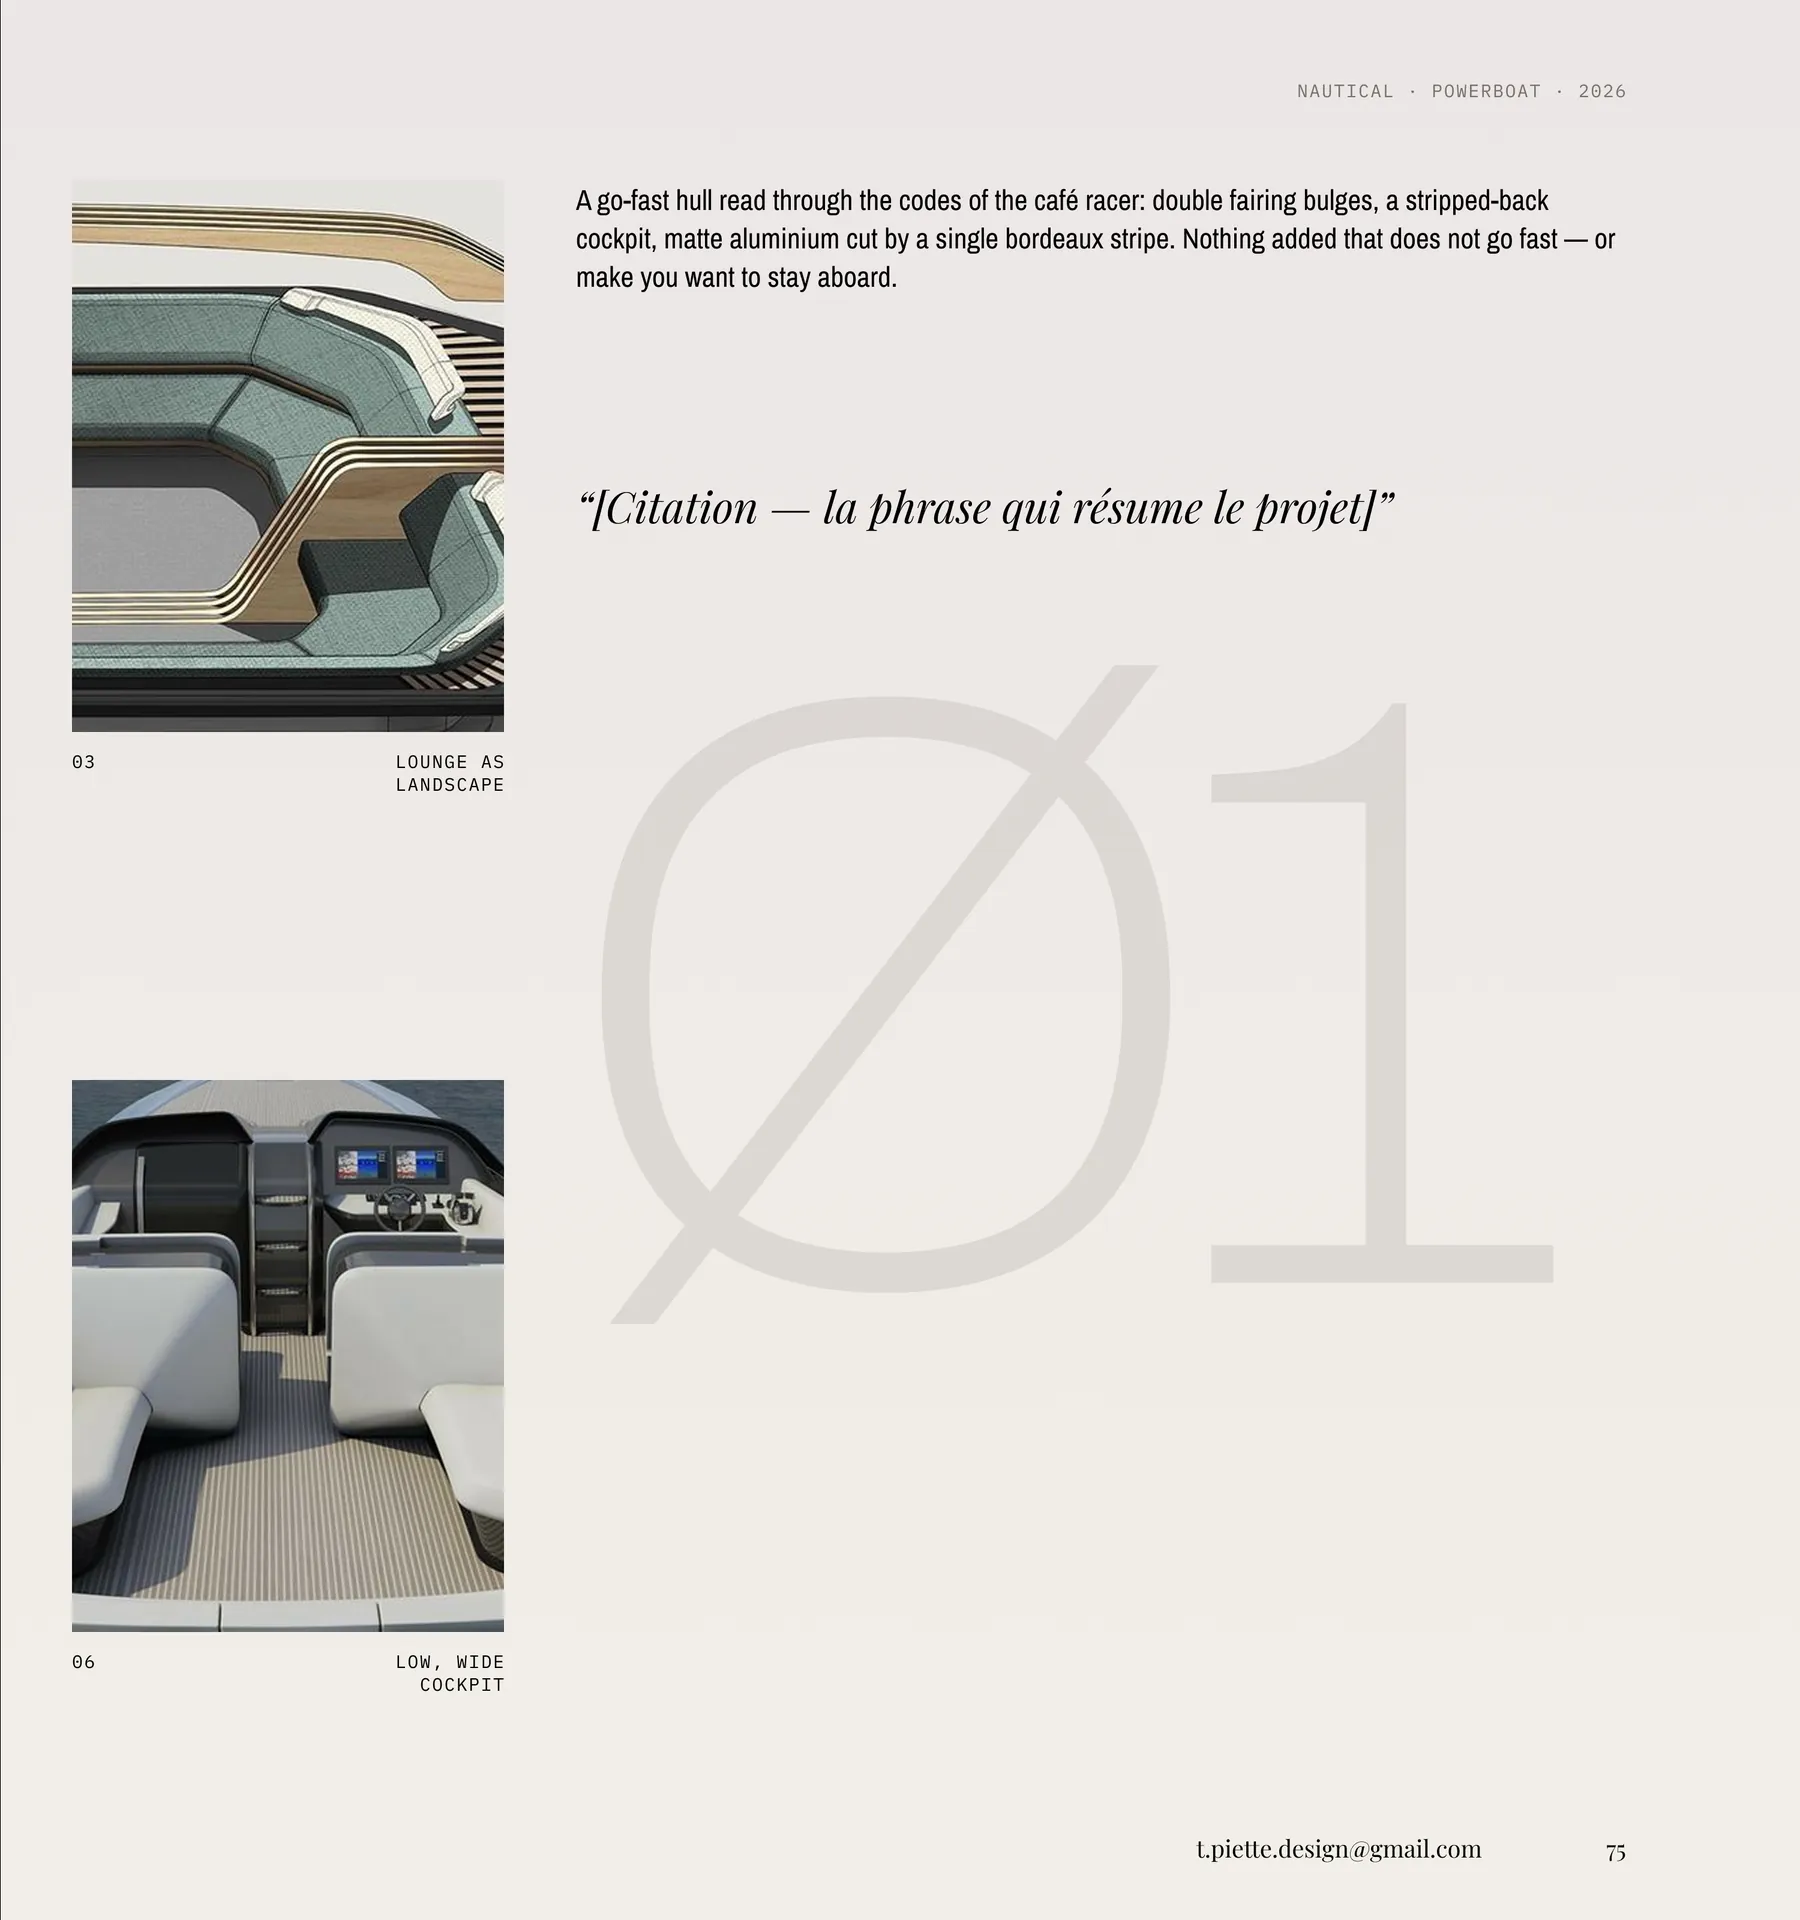 NAUTICAL · POWERBOAT · 2026
A go-fast hull read through the codes of the café racer: double fairing bulges, a stripped-back
cockpit, matte aluminium cut by a single bordeaux stripe. Nothing added that does not go fast — or
make you want to stay aboard.
“[Citation — la phrase qui résume le projet]”
03
LOUNGE AS
LANDSCAPE
Ø1
06
LOW, WIDE
COCKPIT
t.piette.design@gmail.com
75